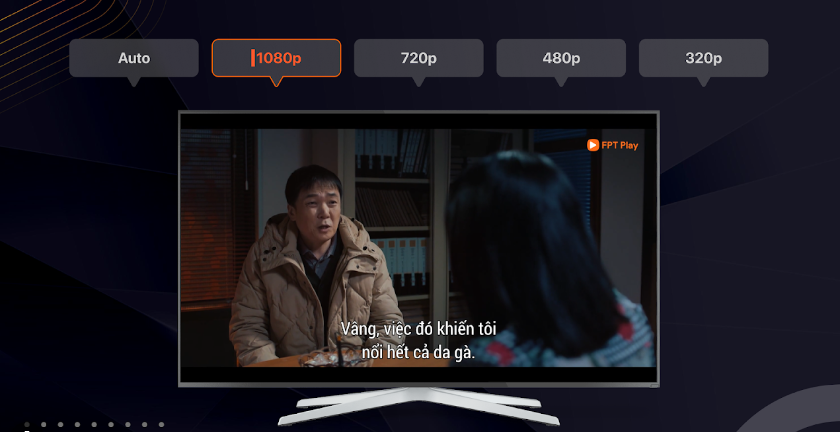 Auto
1080p
720p
480p
320p
FPT Play
Vâng, việc đó khiến tôi
nổi hết cả da gà.